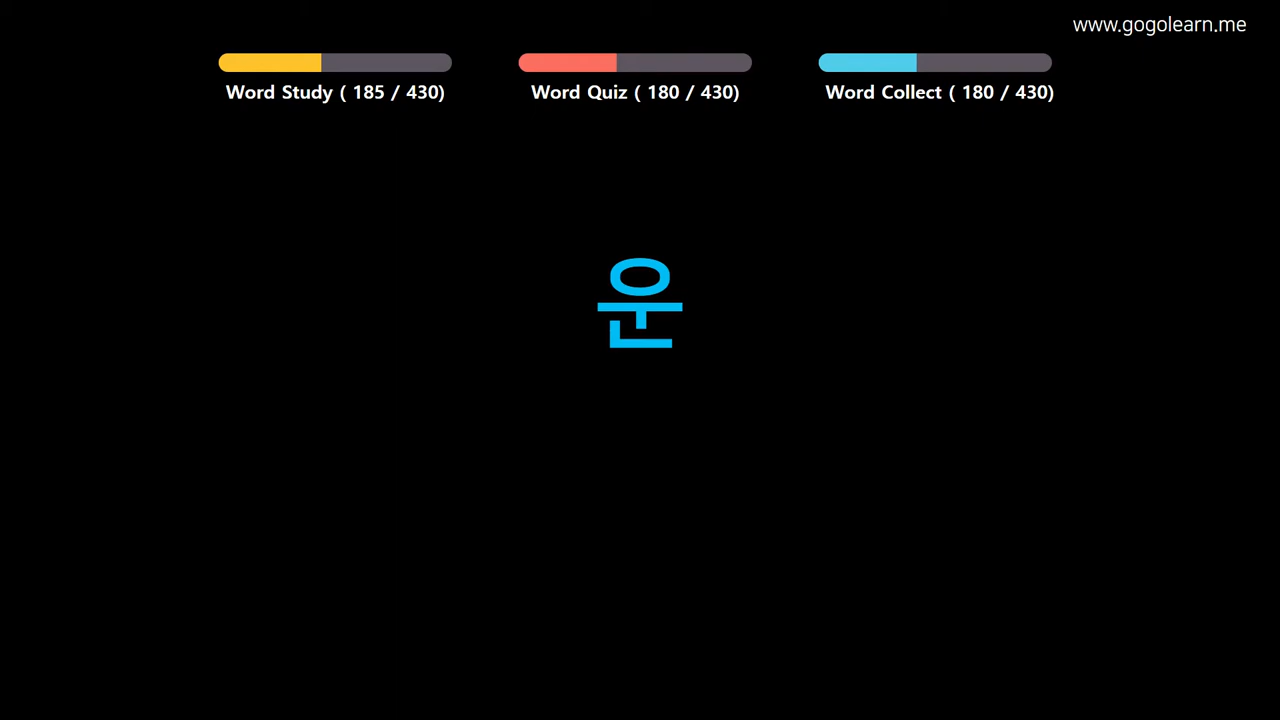 www.gogolearn.me
Word Study ( 185 / 430)
Word Quiz ( 180 / 430)
Word Collect ( 180 / 430)
운